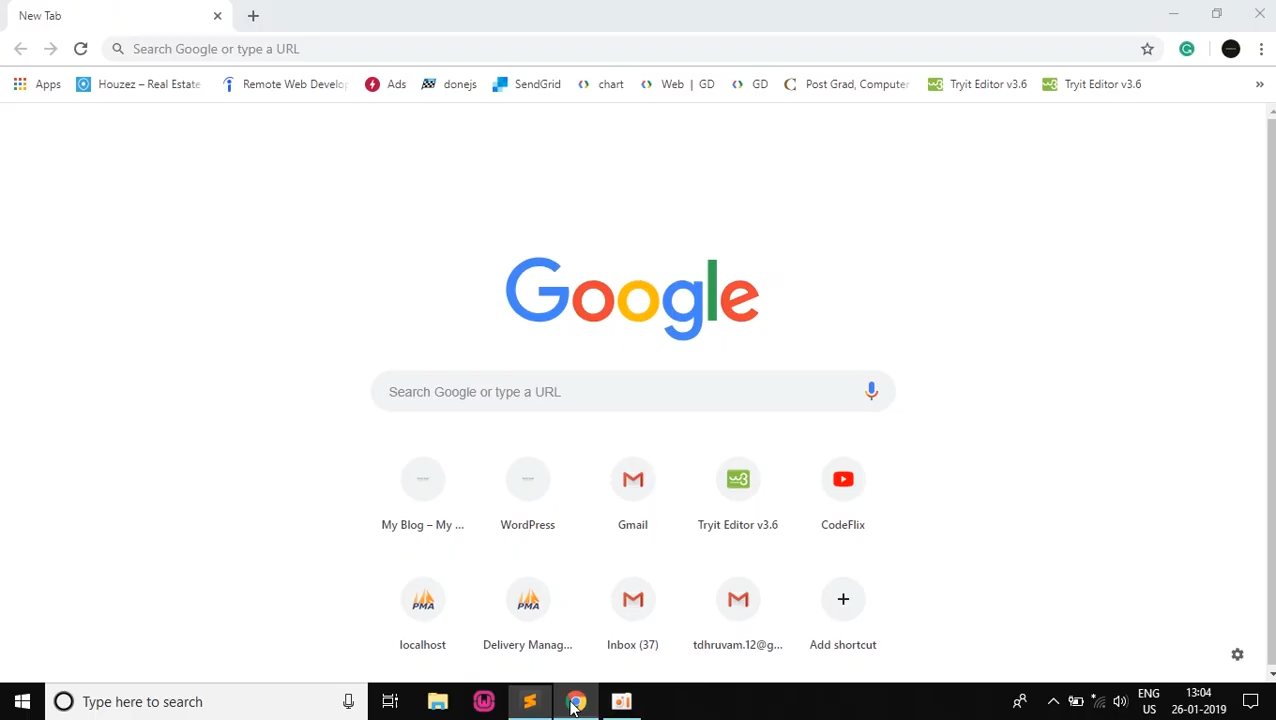 New Tab
Search Google or type a URL
Apps Houzez – Real Estate Remote Web Develop Ads donejs SendGrid chart Web | GD GD Post Grad, Computer Tryit Editor v3.6 Tryit Editor v3.6 »
Google
Search Google or type a URL
My Blog – My ... WordPress Gmail Tryit Editor v3.6 CodeFlix
PMA PMA
localhost Delivery Manag... Inbox (37) tdhruvam.12@g... Add shortcut
Type here to search
ENG 13:04
US 26-01-2019